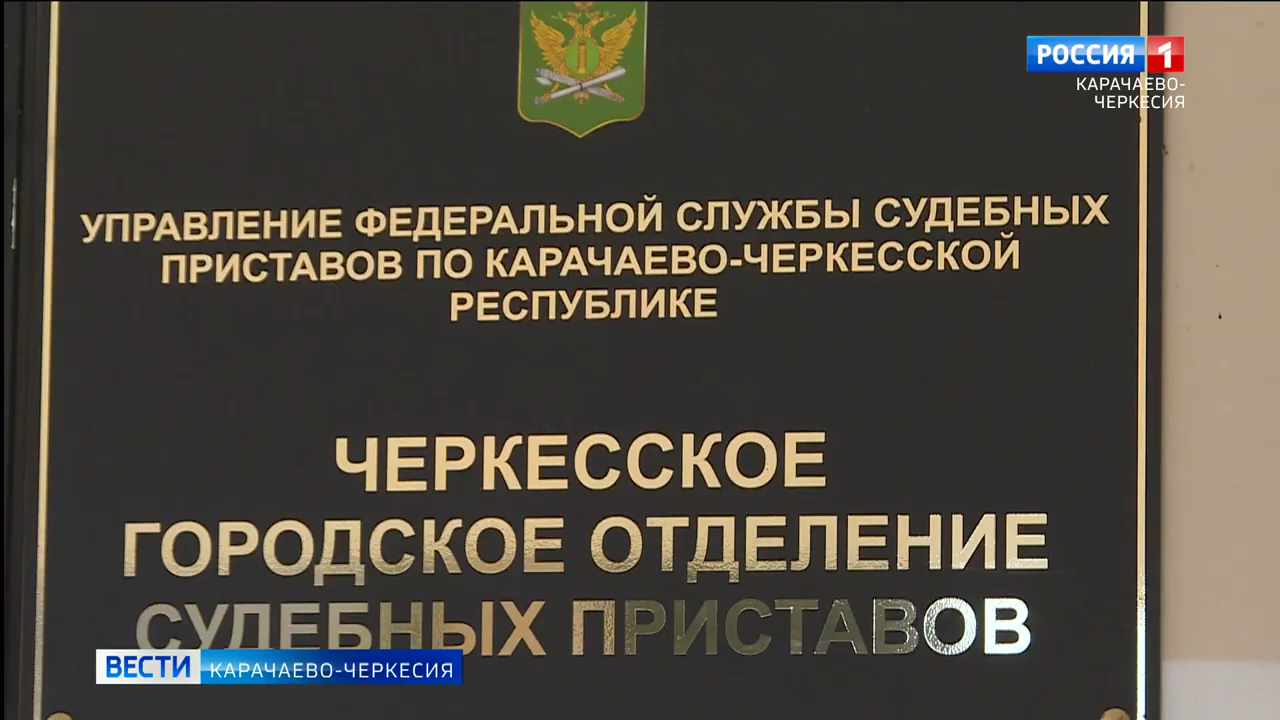 РОССИЯ 1
КАРАЧАЕВО-
ЧЕРКЕСИЯ
УПРАВЛЕНИЕ ФЕДЕРАЛЬНОЙ СЛУЖБЫ СУДЕБНЫХ
ПРИСТАВОВ ПО КАРАЧАЕВО-ЧЕРКЕССКОЙ
РЕСПУБЛИКЕ
ЧЕРКЕССКОЕ
ГОРОДСКОЕ ОТДЕЛЕНИЕ
СУДЕБНЫХ ПРИСТАВОВ
ВЕСТИ КАРАЧАЕВО-ЧЕРКЕСИЯ